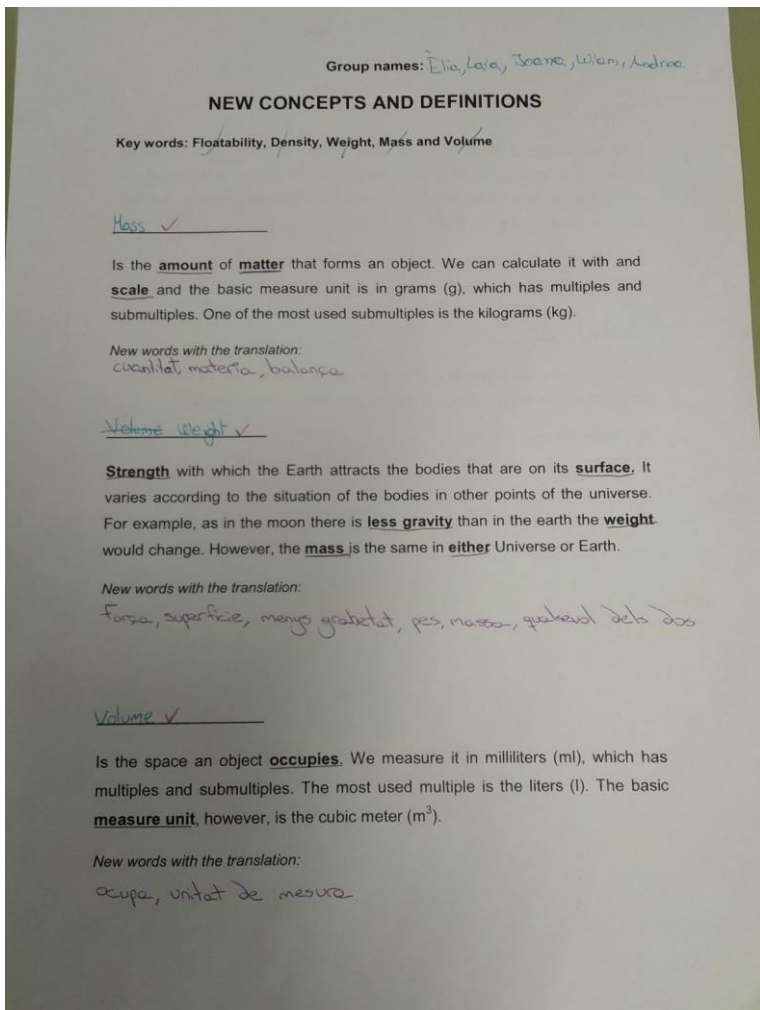 Group names: Èlia, Laia, Joana, Wiam, Andrea
NEW CONCEPTS AND DEFINITIONS
Key words: Floatability, Density, Weight, Mass and Volume
Mass ✓
Is the amount of matter that forms an object. We can calculate it with and
scale and the basic measure unit is in grams (g), which has multiples and
submultiples. One of the most used submultiples is the kilograms (kg).
New words with the translation:
cuantitat, materia, balança
Volume Weight ✓
Strength with which the Earth attracts the bodies that are on its surface. It
varies according to the situation of the bodies in other points of the universe.
For example, as in the moon there is less gravity than in the earth the weight
would change. However, the mass is the same in either Universe or Earth.
New words with the translation:
força, superfície, menys grabetat, pes, massa, qualsevol dels dos
Volume ✓
Is the space an object occupies. We measure it in milliliters (ml), which has
multiples and submultiples. The most used multiple is the liters (l). The basic
measure unit, however, is the cubic meter (m³).
New words with the translation:
ocupa, unitat de mesura